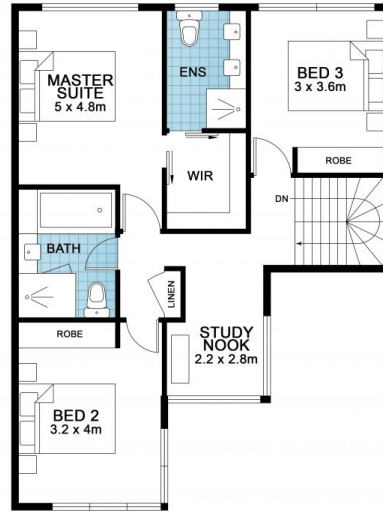 MASTER
SUITE
5 x 4.8m
ENS
BED 3
3 x 3.6m
ROBE
WIR
DN
BATH
LINEN
ROBE
STUDY
NOOK
2.2 x 2.8m
BED 2
3.2 x 4m